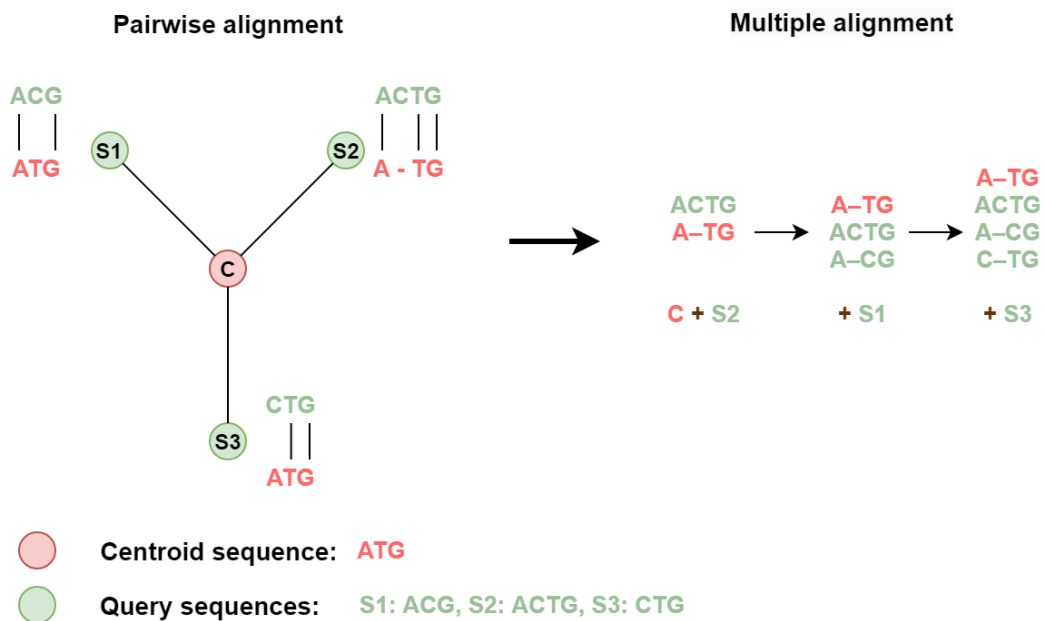 Pairwise alignment
Multiple alignment
ACG
ATG
S1
S2
ACTG
A - TG
C
S3
CTG
ATG
ACTG
A–TG
C + S2
A–TG
ACTG
A–CG
+ S1
A–TG
ACTG
A–CG
C–TG
+ S3
Centroid sequence: ATG
Query sequences: S1: ACG, S2: ACTG, S3: CTG